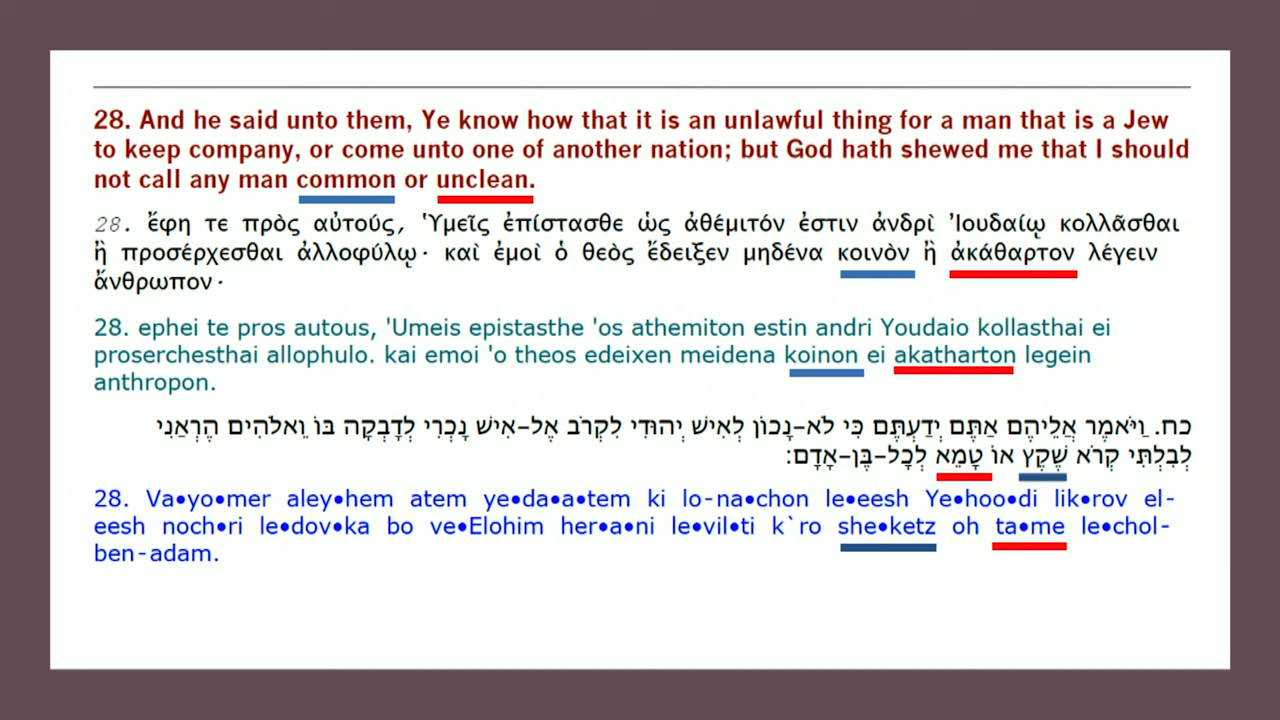 28. And he said unto them, Ye know how that it is an unlawful thing for a man that is a Jew
to keep company, or come unto one of another nation; but God hath shewed me that I should
not call any man common or unclean.
28. ἔφη τε πρὸς αὐτούς, Ὑμεῖς ἐπίστασθε ὡς ἀθέμιτόν ἐστιν ἀνδρὶ Ἰουδαίῳ κολλᾶσθαι
ἢ προσέρχεσθαι ἀλλοφύλῳ· καὶ ἐμοὶ ὁ θεὸς ἔδειξεν μηδένα κοινὸν ἢ ἀκάθαρτον λέγειν
ἄνθρωπον·
28. ephei te pros autous, 'Umeis epistasthe 'os athemiton estin andri Youdaio kollasthai ei
proserchesthai allophulo. kai emoi 'o theos edeixen meidena koinon ei akatharton legein
anthropon.
כח. וַיֹּאמֶר אֲלֵיהֶם אַתֶּם יְדַעְתֶּם כִּי לֹא–נָכוֹן לְאִישׁ יְהוּדִי לִקְרֹב אֶל–אִישׁ נָכְרִי לְדָבְקָה בּוֹ וֵאלֹהִים הֶרְאַנִי
לְבִלְתִּי קְרֹא שֶׁקֶץ אוֹ טָמֵא לְכָל–בֶּן–אָדָם׃
28. Va•yo•mer aley•hem atem ye•da•a•tem ki lo-na•chon le•eesh Ye•hoo•di lik•rov el-
eesh noch•ri le•dov•ka bo ve•Elohim her•a•ni le•vil•ti k`ro she•ketz oh ta•me le•chol-
ben-adam.